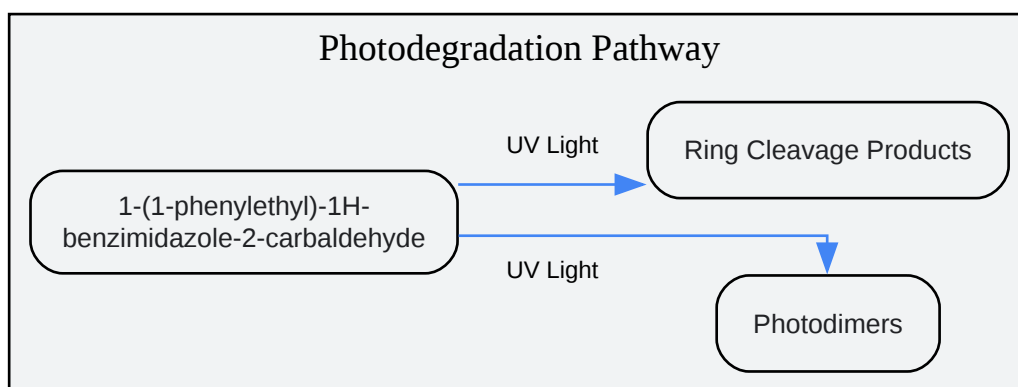 Photodegradation Pathway
UV Light
Ring Cleavage Products
1-(1-phenylethyl)-1H-
benzimidazole-2-carbaldehyde
UV Light
Photodimers